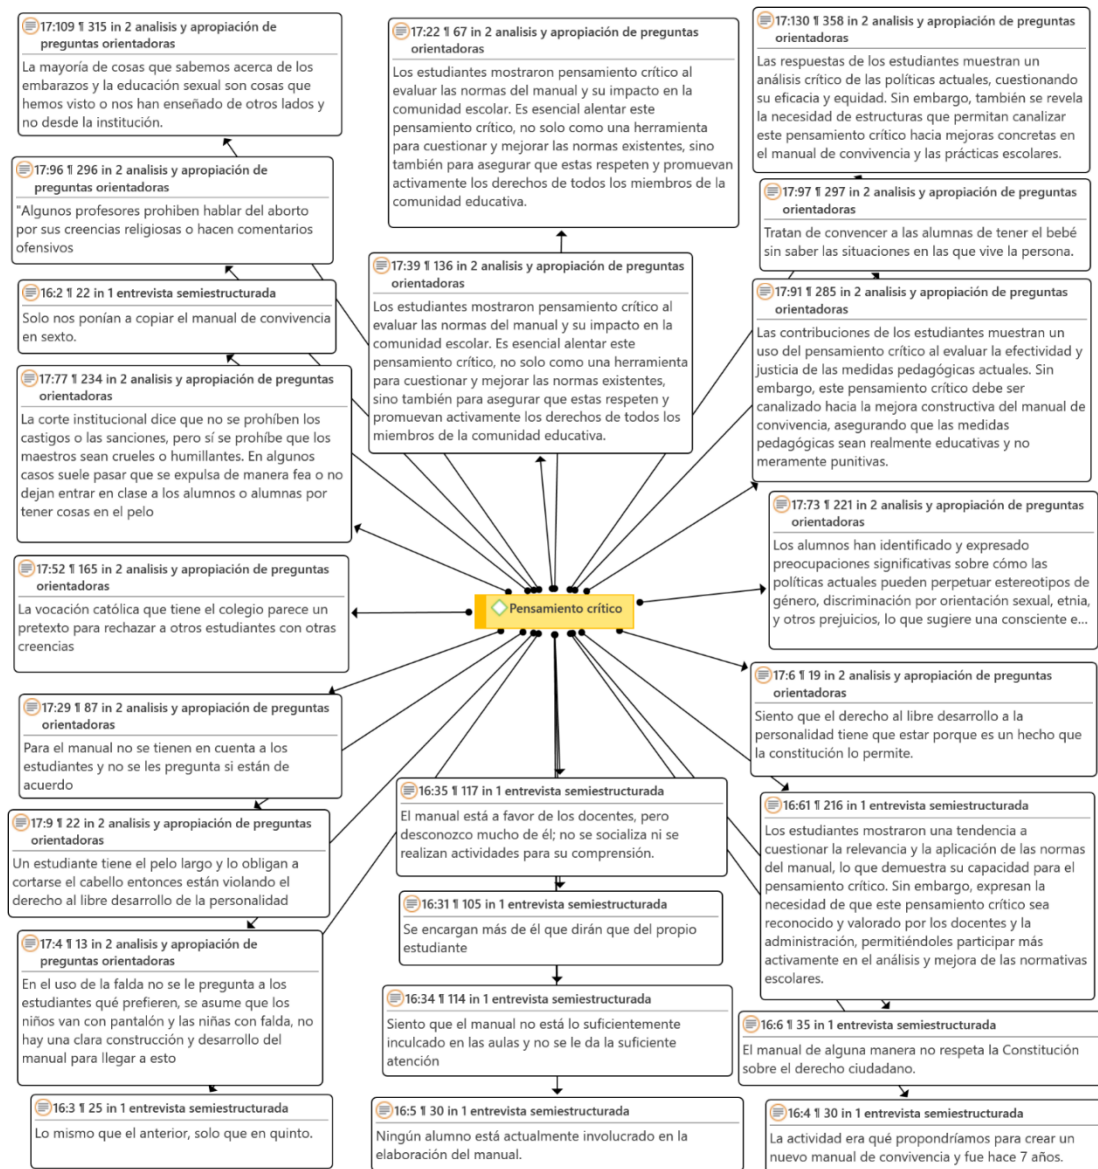 17:109 ¶ 315 in 2 analisis y apropiación de
preguntas orientadoras
La mayoría de cosas que sabemos acerca de los
embarazos y la educación sexual son cosas que
hemos visto o nos han enseñado de otros lados y
no desde la institución.
17:96 ¶ 296 in 2 analisis y apropiación de
preguntas orientadoras
"Algunos profesores prohiben hablar del aborto
por sus creencias religiosas o hacen comentarios
ofensivos
16:2 ¶ 22 in 1 entrevista semiestructurada
Solo nos ponían a copiar el manual de convivencia
en sexto.
17:77 ¶ 234 in 2 analisis y apropiación de preguntas
orientadoras
La corte institucional dice que no se prohíben los
castigos o las sanciones, pero sí se prohíbe que los
maestros sean crueles o humillantes. En algunos
casos suele pasar que se expulsa de manera fea o no
dejan entrar en clase a los alumnos o alumnas por
tener cosas en el pelo
17:52 ¶ 165 in 2 analisis y apropiación de preguntas
orientadoras
La vocación católica que tiene el colegio parece un
pretexto para rechazar a otros estudiantes con otras
creencias
17:29 ¶ 87 in 2 analisis y apropiación de preguntas
orientadoras
Para el manual no se tienen en cuenta a los
estudiantes y no se les pregunta si están de
acuerdo
17:9 ¶ 22 in 2 analisis y apropiación de preguntas
orientadoras
Un estudiante tiene el pelo largo y lo obligan a
cortarse el cabello entonces están violando el
derecho al libre desarrollo de la personalidad
17:4 ¶ 13 in 2 analisis y apropiación de
preguntas orientadoras
En el uso de la falda no se le pregunta a los
estudiantes qué prefieren, se asume que los
niños van con pantalón y las niñas con falda, no
hay una clara construcción y desarrollo del
manual para llegar a esto
16:3 ¶ 25 in 1 entrevista semiestructurada
Lo mismo que el anterior, solo que en quinto.
17:22 ¶ 67 in 2 analisis y apropiación de preguntas
orientadoras
Los estudiantes mostraron pensamiento crítico al
evaluar las normas del manual y su impacto en la
comunidad escolar. Es esencial alentar este
pensamiento crítico, no solo como una herramienta
para cuestionar y mejorar las normas existentes, sino
también para asegurar que estas respeten y promuevan
activamente los derechos de todos los miembros de la
comunidad educativa.
17:39 ¶ 136 in 2 analisis y apropiación de preguntas
orientadoras
Los estudiantes mostraron pensamiento crítico al
evaluar las normas del manual y su impacto en la
comunidad escolar. Es esencial alentar este
pensamiento crítico, no solo como una herramienta
para cuestionar y mejorar las normas existentes,
sino también para asegurar que estas respeten y
promuevan activamente los derechos de todos los
miembros de la comunidad educativa.
Pensamiento crítico
16:35 ¶ 117 in 1 entrevista semiestructurada
El manual está a favor de los docentes, pero
desconozco mucho de él; no se socializa ni se
realizan actividades para su comprensión.
16:31 ¶ 105 in 1 entrevista semiestructurada
Se encargan más de él que dirán que del propio
estudiante
16:34 ¶ 114 in 1 entrevista semiestructurada
Siento que el manual no está lo suficientemente
inculcado en las aulas y no se le da la suficiente
atención
16:5 ¶ 30 in 1 entrevista semiestructurada
Ningún alumno está actualmente involucrado en la
elaboración del manual.
17:130 ¶ 358 in 2 analisis y apropiación de preguntas
orientadoras
Las respuestas de los estudiantes muestran un
análisis crítico de las políticas actuales, cuestionando
su eficacia y equidad. Sin embargo, también se revela
la necesidad de estructuras que permitan canalizar
este pensamiento crítico hacia mejoras concretas en
el manual de convivencia y las prácticas escolares.
17:97 ¶ 297 in 2 analisis y apropiación de preguntas
orientadoras
Tratan de convencer a las alumnas de tener el bebé
sin saber las situaciones en las que vive la persona.
17:91 ¶ 285 in 2 analisis y apropiación de preguntas
orientadoras
Las contribuciones de los estudiantes muestran un
uso del pensamiento crítico al evaluar la efectividad y
justicia de las medidas pedagógicas actuales. Sin
embargo, este pensamiento crítico debe ser
canalizado hacia la mejora constructiva del manual de
convivencia, asegurando que las medidas
pedagógicas sean realmente educativas y no
meramente punitivas.
17:73 ¶ 221 in 2 analisis y apropiación de preguntas
orientadoras
Los alumnos han identificado y expresado
preocupaciones significativas sobre cómo las
políticas actuales pueden perpetuar estereotipos de
género, discriminación por orientación sexual, etnia,
y otros prejuicios, lo que sugiere una consciente e...
17:6 ¶ 19 in 2 analisis y apropiación de preguntas
orientadoras
Siento que el derecho al libre desarrollo a la
personalidad tiene que estar porque es un hecho que
la constitución lo permite.
16:61 ¶ 216 in 1 entrevista semiestructurada
Los estudiantes mostraron una tendencia a
cuestionar la relevancia y la aplicación de las normas
del manual, lo que demuestra su capacidad para el
pensamiento crítico. Sin embargo, expresan la
necesidad de que este pensamiento crítico sea
reconocido y valorado por los docentes y la
administración, permitiéndoles participar más
activamente en el análisis y mejora de las normativas
escolares.
16:6 ¶ 35 in 1 entrevista semiestructurada
El manual de alguna manera no respeta la Constitución
sobre el derecho ciudadano.
16:4 ¶ 30 in 1 entrevista semiestructurada
La actividad era qué propondríamos para crear un
nuevo manual de convivencia y fue hace 7 años.